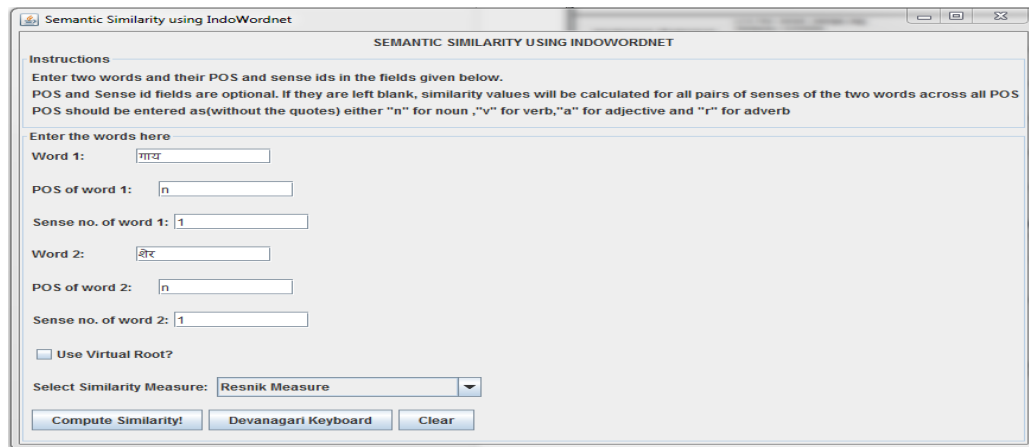 Semantic Similarity using IndoWordnet
SEMANTIC SIMILARITY USING INDOWORDNET
Instructions
Enter two words and their POS and sense ids in the fields given below.
POS and Sense id fields are optional. If they are left blank, similarity values will be calculated for all pairs of senses of the two words across all POS
POS should be entered as(without the quotes) either "n" for noun ,"v" for verb,"a" for adjective and "r" for adverb
Enter the words here
Word 1: गाय
POS of word 1: n
Sense no. of word 1: 1
Word 2: शेर
POS of word 2: n
Sense no. of word 2: 1
Use Virtual Root?
Select Similarity Measure: Resnik Measure
Compute Similarity! Devanagari Keyboard Clear